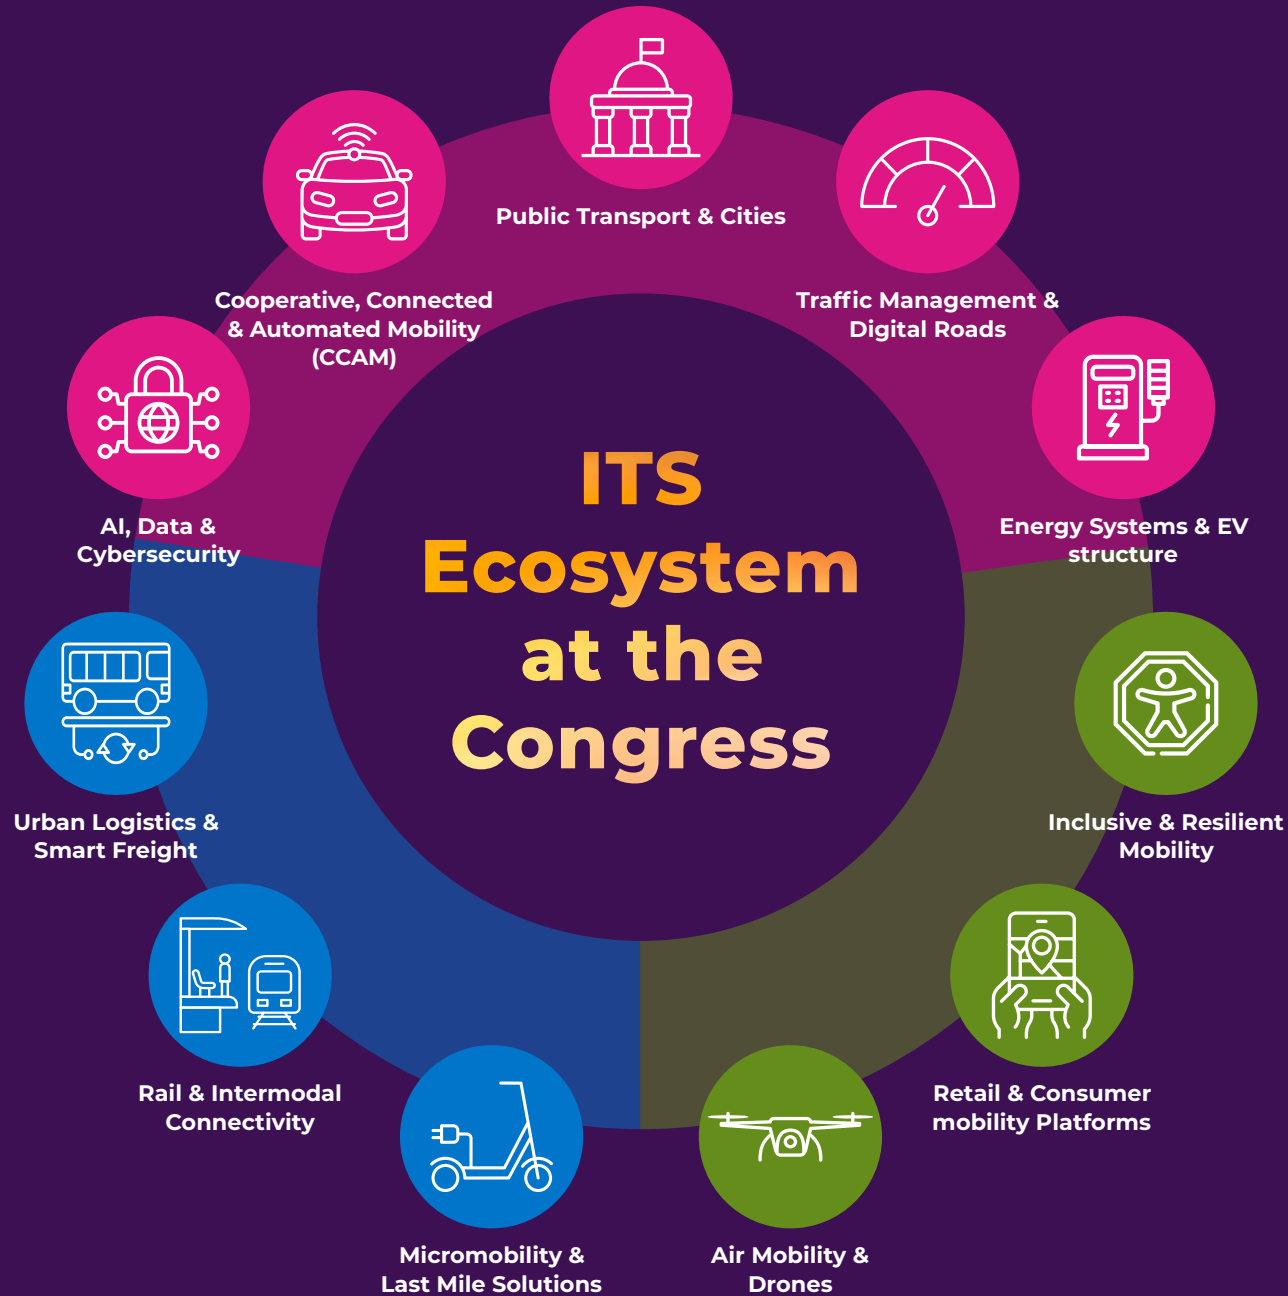 Public Transport & Cities
Cooperative, Connected
& Automated Mobility
(CCAM)
Traffic Management &
Digital Roads
AI, Data &
Cybersecurity
Energy Systems & EV
structure
ITS
Ecosystem
at the
Congress
Urban Logistics &
Smart Freight
Inclusive & Resilient
Mobility
Rail & Intermodal
Connectivity
Retail & Consumer
mobility Platforms
Micromobility &
Last Mile Solutions
Air Mobility &
Drones